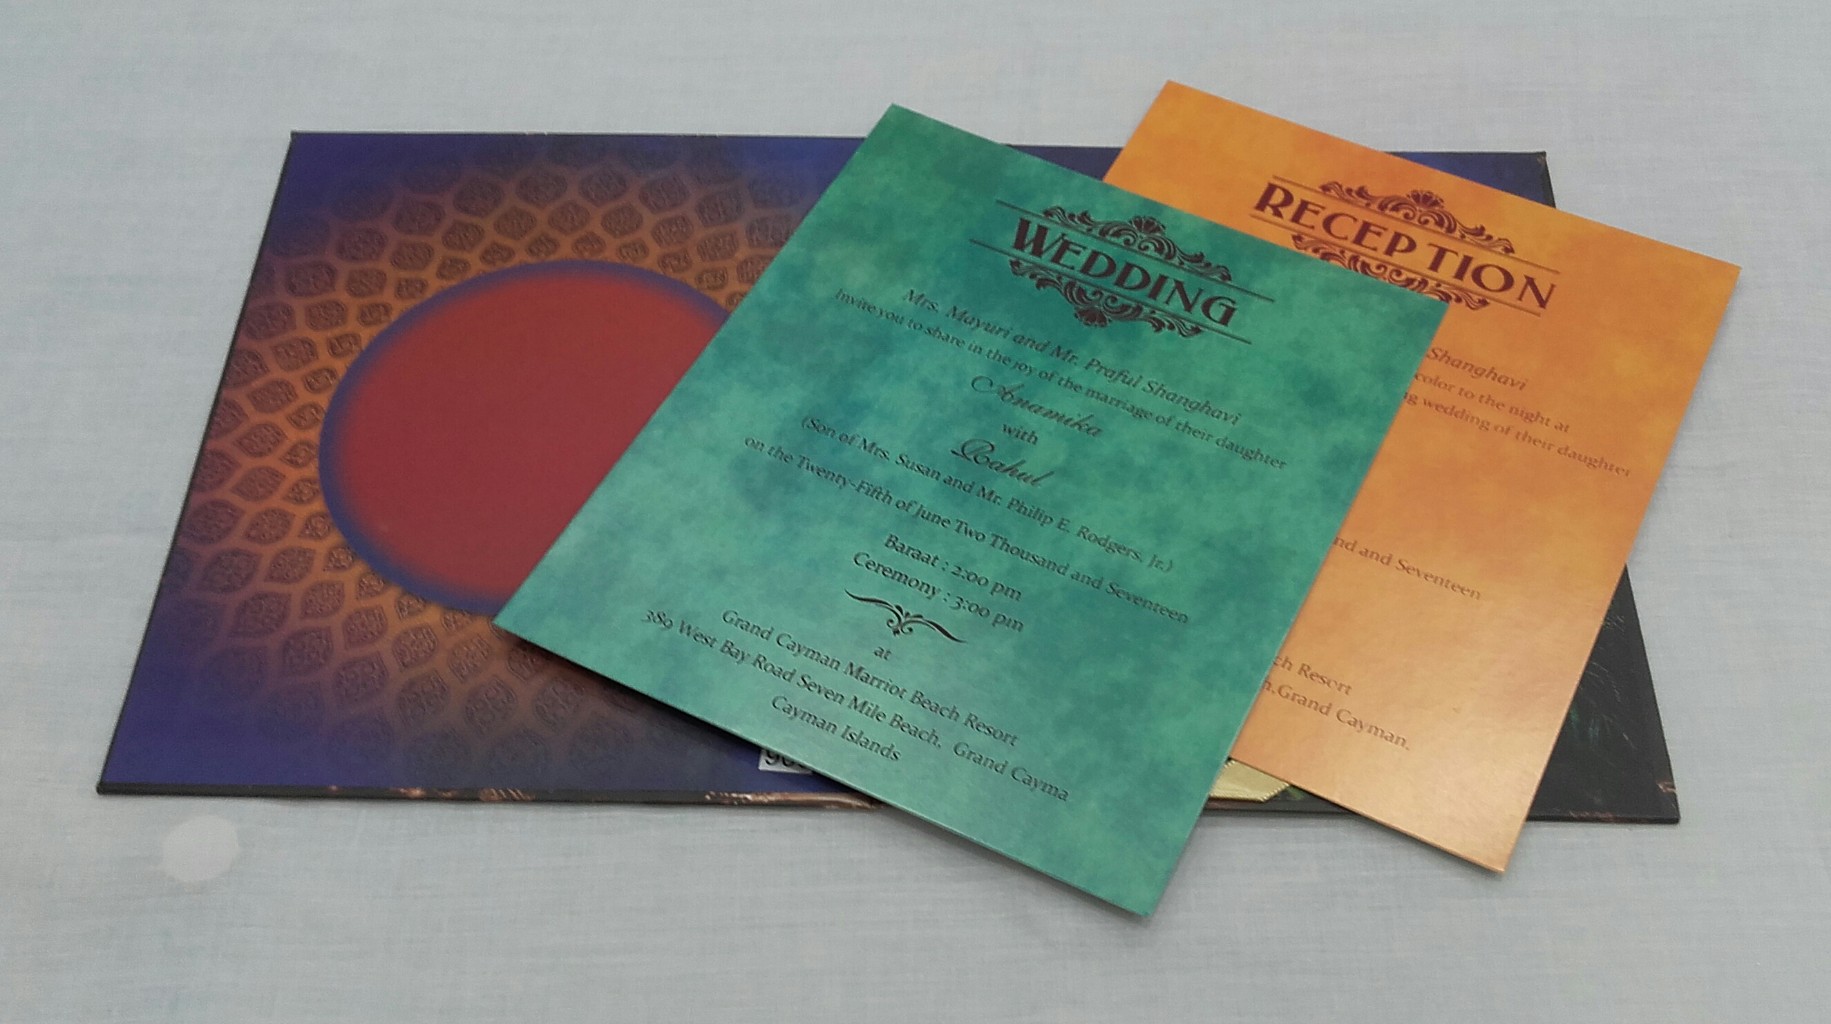 WEDDING
Mrs. Mayuri and Mr. Praful Shanghavi
Invite you to share in the joy of the marriage of their daughter
Anamika
with
Rahul
(Son of Mrs. Susan and Mr. Philip E. Rodgers, Jr.)
on the Twenty-Fifth of June Two Thousand and Seventeen
Baraat : 2:00 pm
Ceremony : 3:00 pm
at
Grand Cayman Marriot Beach Resort
389 West Bay Road Seven Mile Beach, Grand Cayma
Cayman Islands
RECEPTION
Shanghavi
color to the night at
wedding of their daughter
and Seventeen
Resort
Grand Cayman.